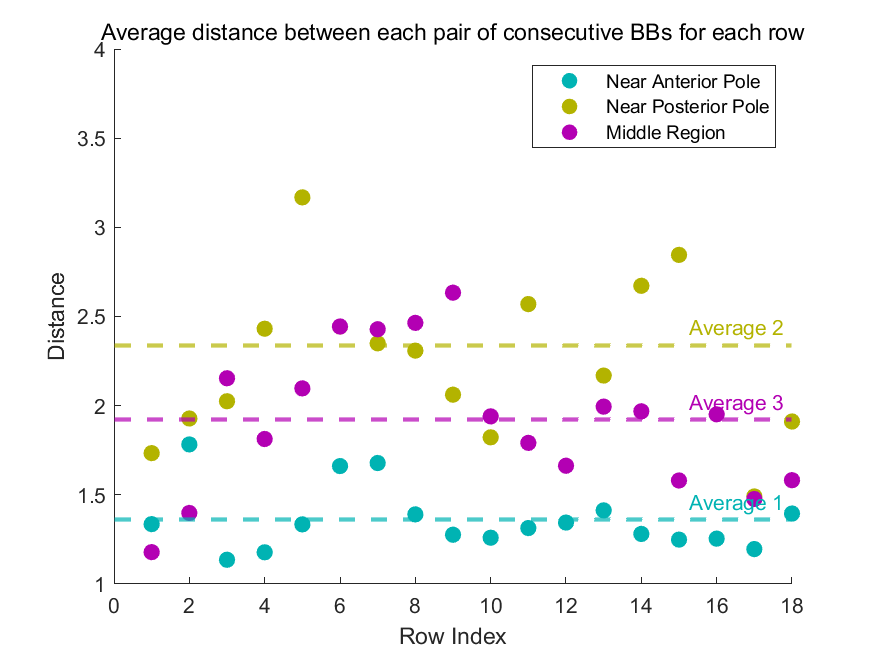 Average distance between each pair of consecutive BBs for each row
4
3.5
3
2.5
2
1.5
1
Distance
Near Anterior Pole
Near Posterior Pole
Middle Region
Average 2
Average 3
Average 1
0 2 4 6 8 10 12 14 16 18
Row Index